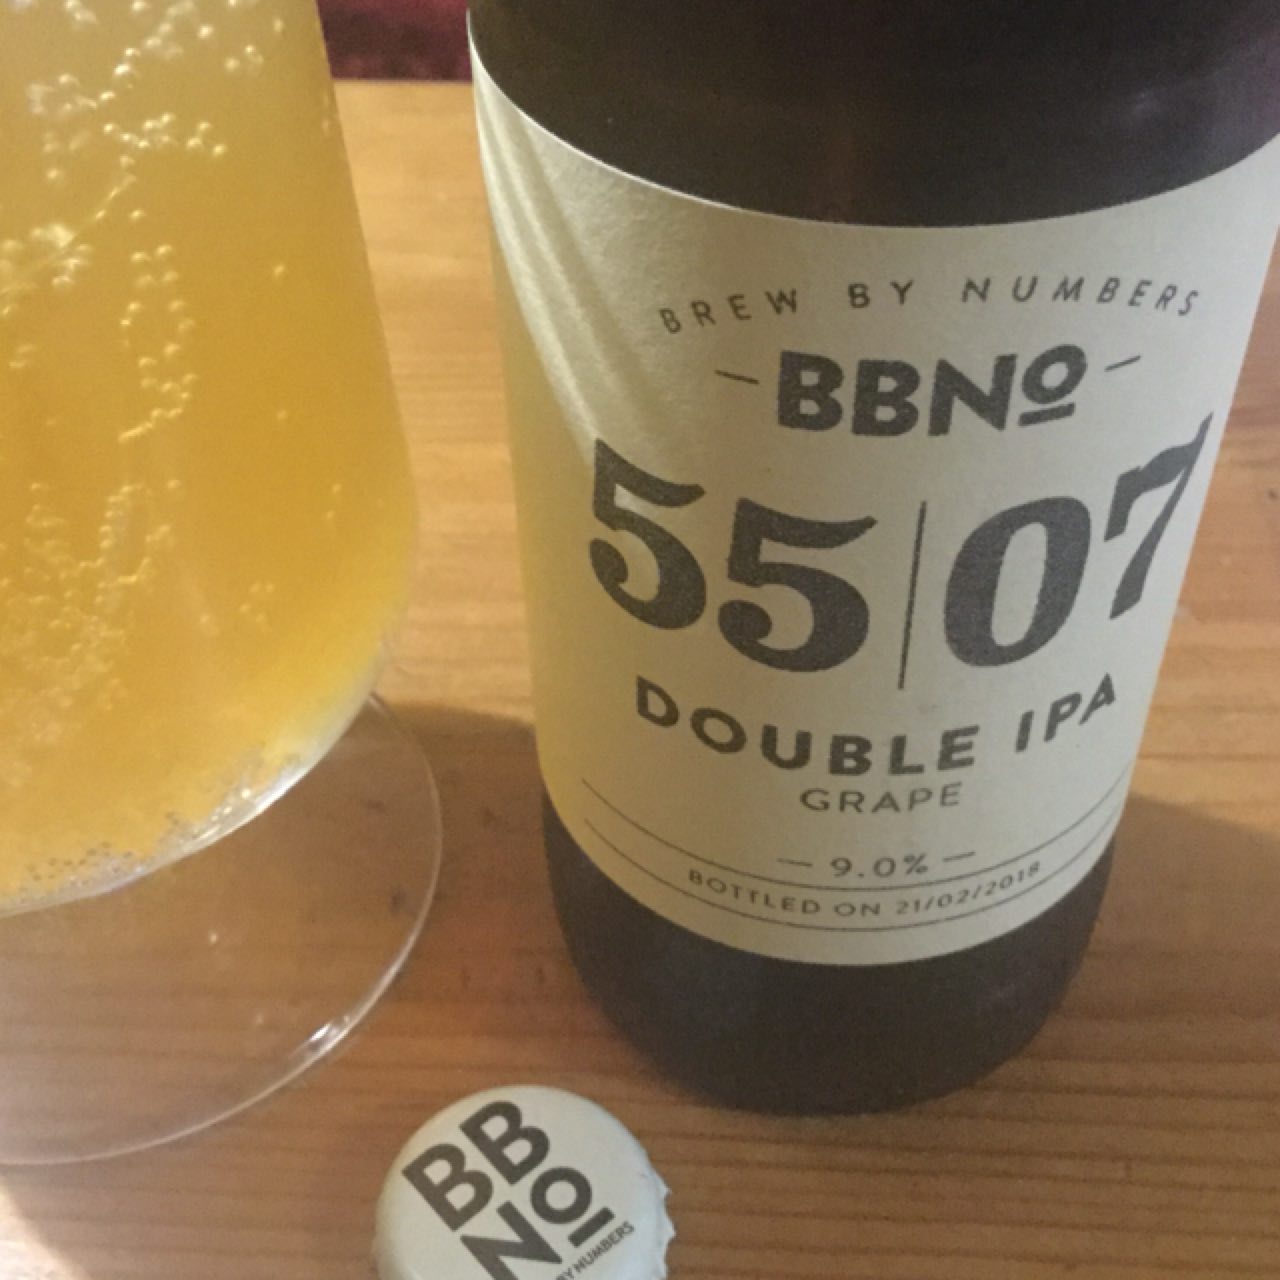 BREW BY NUMBERS
BBNo
55|07
DOUBLE IPA
GRAPE
9.0%
BOTTLED ON 21/02/2018
BB
No
BY NUMBERS